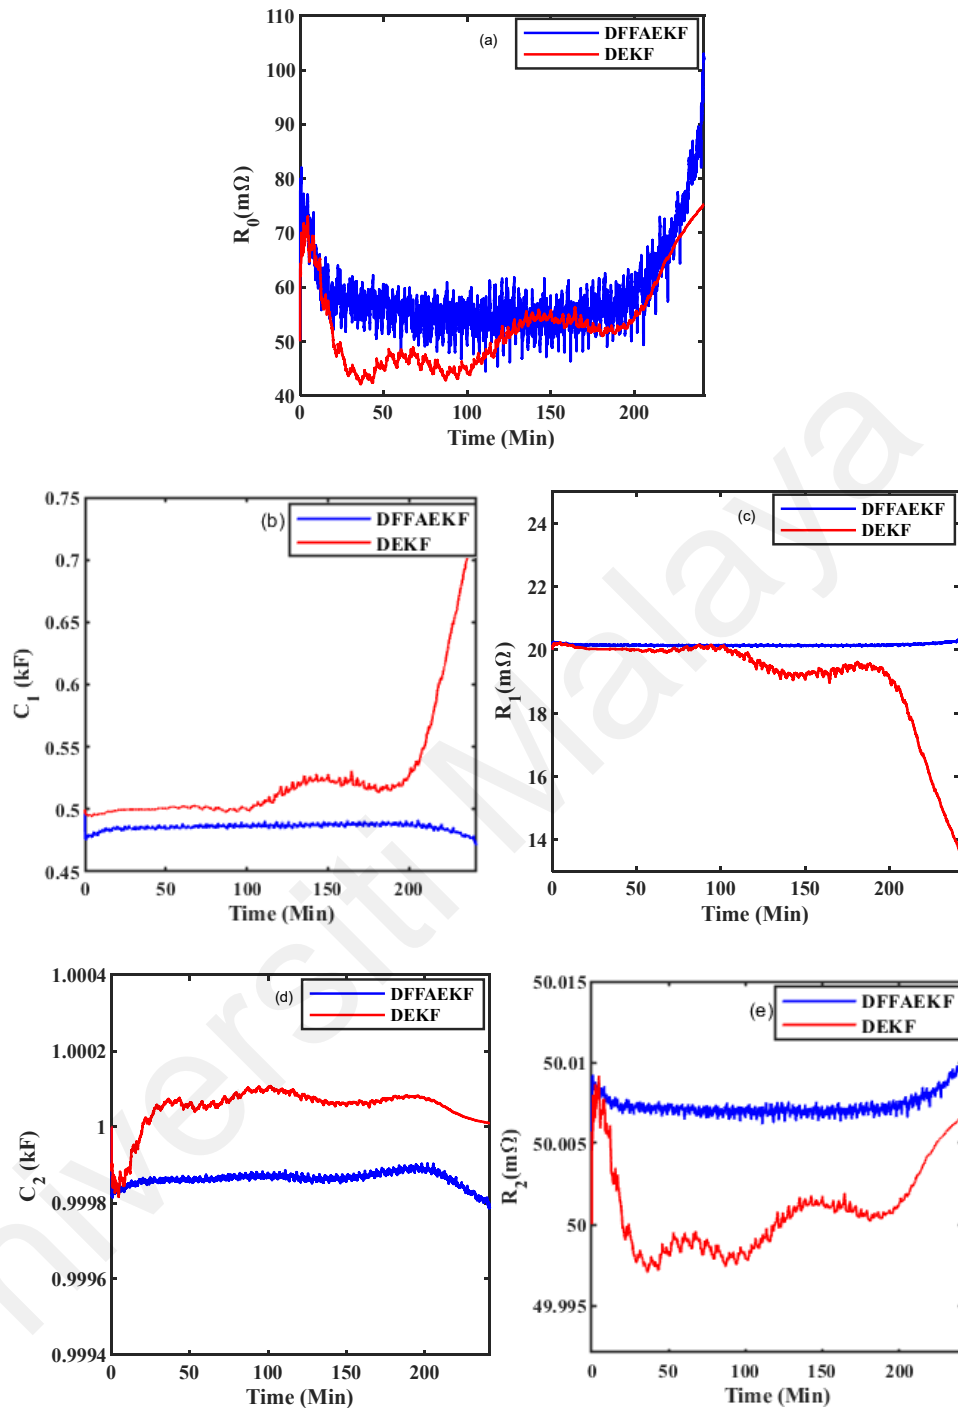 110
(a)
DFFAEKF
DEKF
100
90
80
70
60
50
40
R0(mΩ)
0 50 100 150 200
Time (Min)
0.75
(b)
DFFAEKF
DEKF
0.7
0.65
0.6
0.55
0.5
0.45
C1 (kF)
0 50 100 150 200
Time (Min)
24
(c)
DFFAEKF
DEKF
22
20
18
16
14
R1(mΩ)
0 50 100 150 200
Time (Min)
1.0004
(d)
DFFAEKF
DEKF
1.0002
1
0.9998
0.9996
0.9994
C2 (kF)
0 50 100 150 200
Time (Min)
50.015
(e)
DFFAEKF
DEKF
50.01
50.005
50
49.995
R2(mΩ)
0 50 100 150 200
Time (Min)
niversiti Malaya